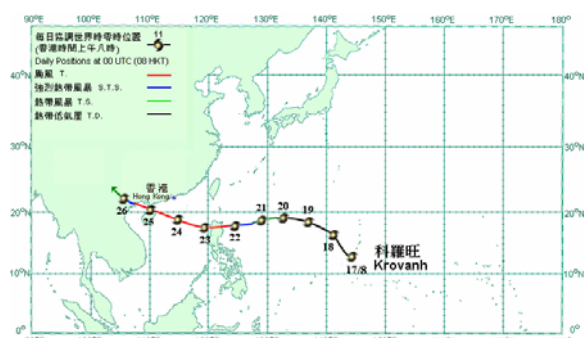 90°E 100°E 110°E 120°E 130°E 140°E 150°E 160°E 170°E 180°E
每日協調世界時零時位置 11
(香港時間上午八時)
Daily Positions at 00 UTC (08 HKT)
颱風 T.
強烈熱帶風暴 S.T.S.
熱帶風暴 T.S.
熱帶低氣壓 T.D.
40°N 40°N
30°N 30°N
香港
Hong Kong
20°N
26 25 24 23 22 21 20 19 18 17/8
科羅旺
Krovanh
10°N 10°N
0° 0°